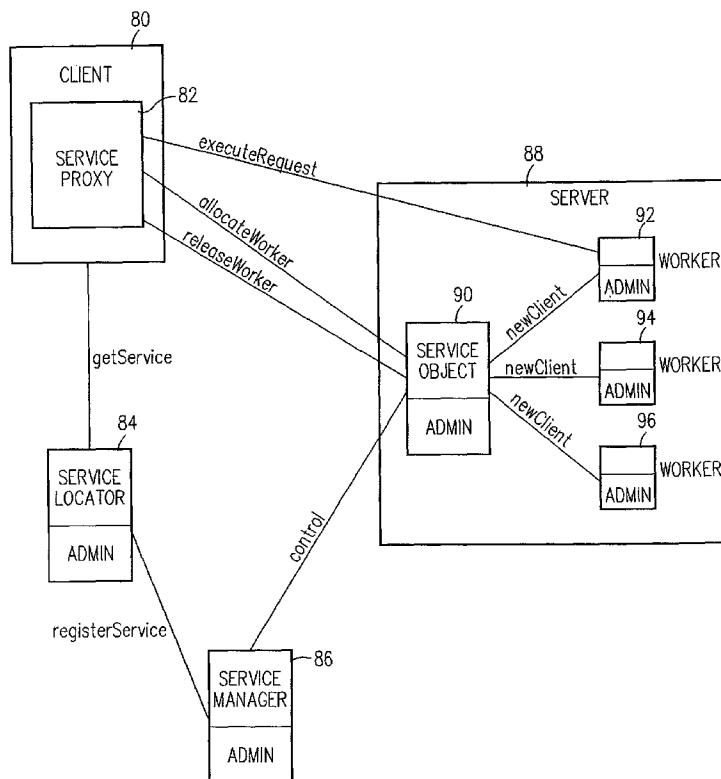 80
CLIENT
82
SERVICE
PROXY
executeRequest
allocateWorker
releaseWorker
88
SERVER
92
WORKER
ADMIN
90
SERVICE
OBJECT
ADMIN
newClient
newClient
newClient
94
WORKER
ADMIN
96
WORKER
ADMIN
getService
84
SERVICE
LOCATOR
ADMIN
control
registerService
86
SERVICE
MANAGER
ADMIN